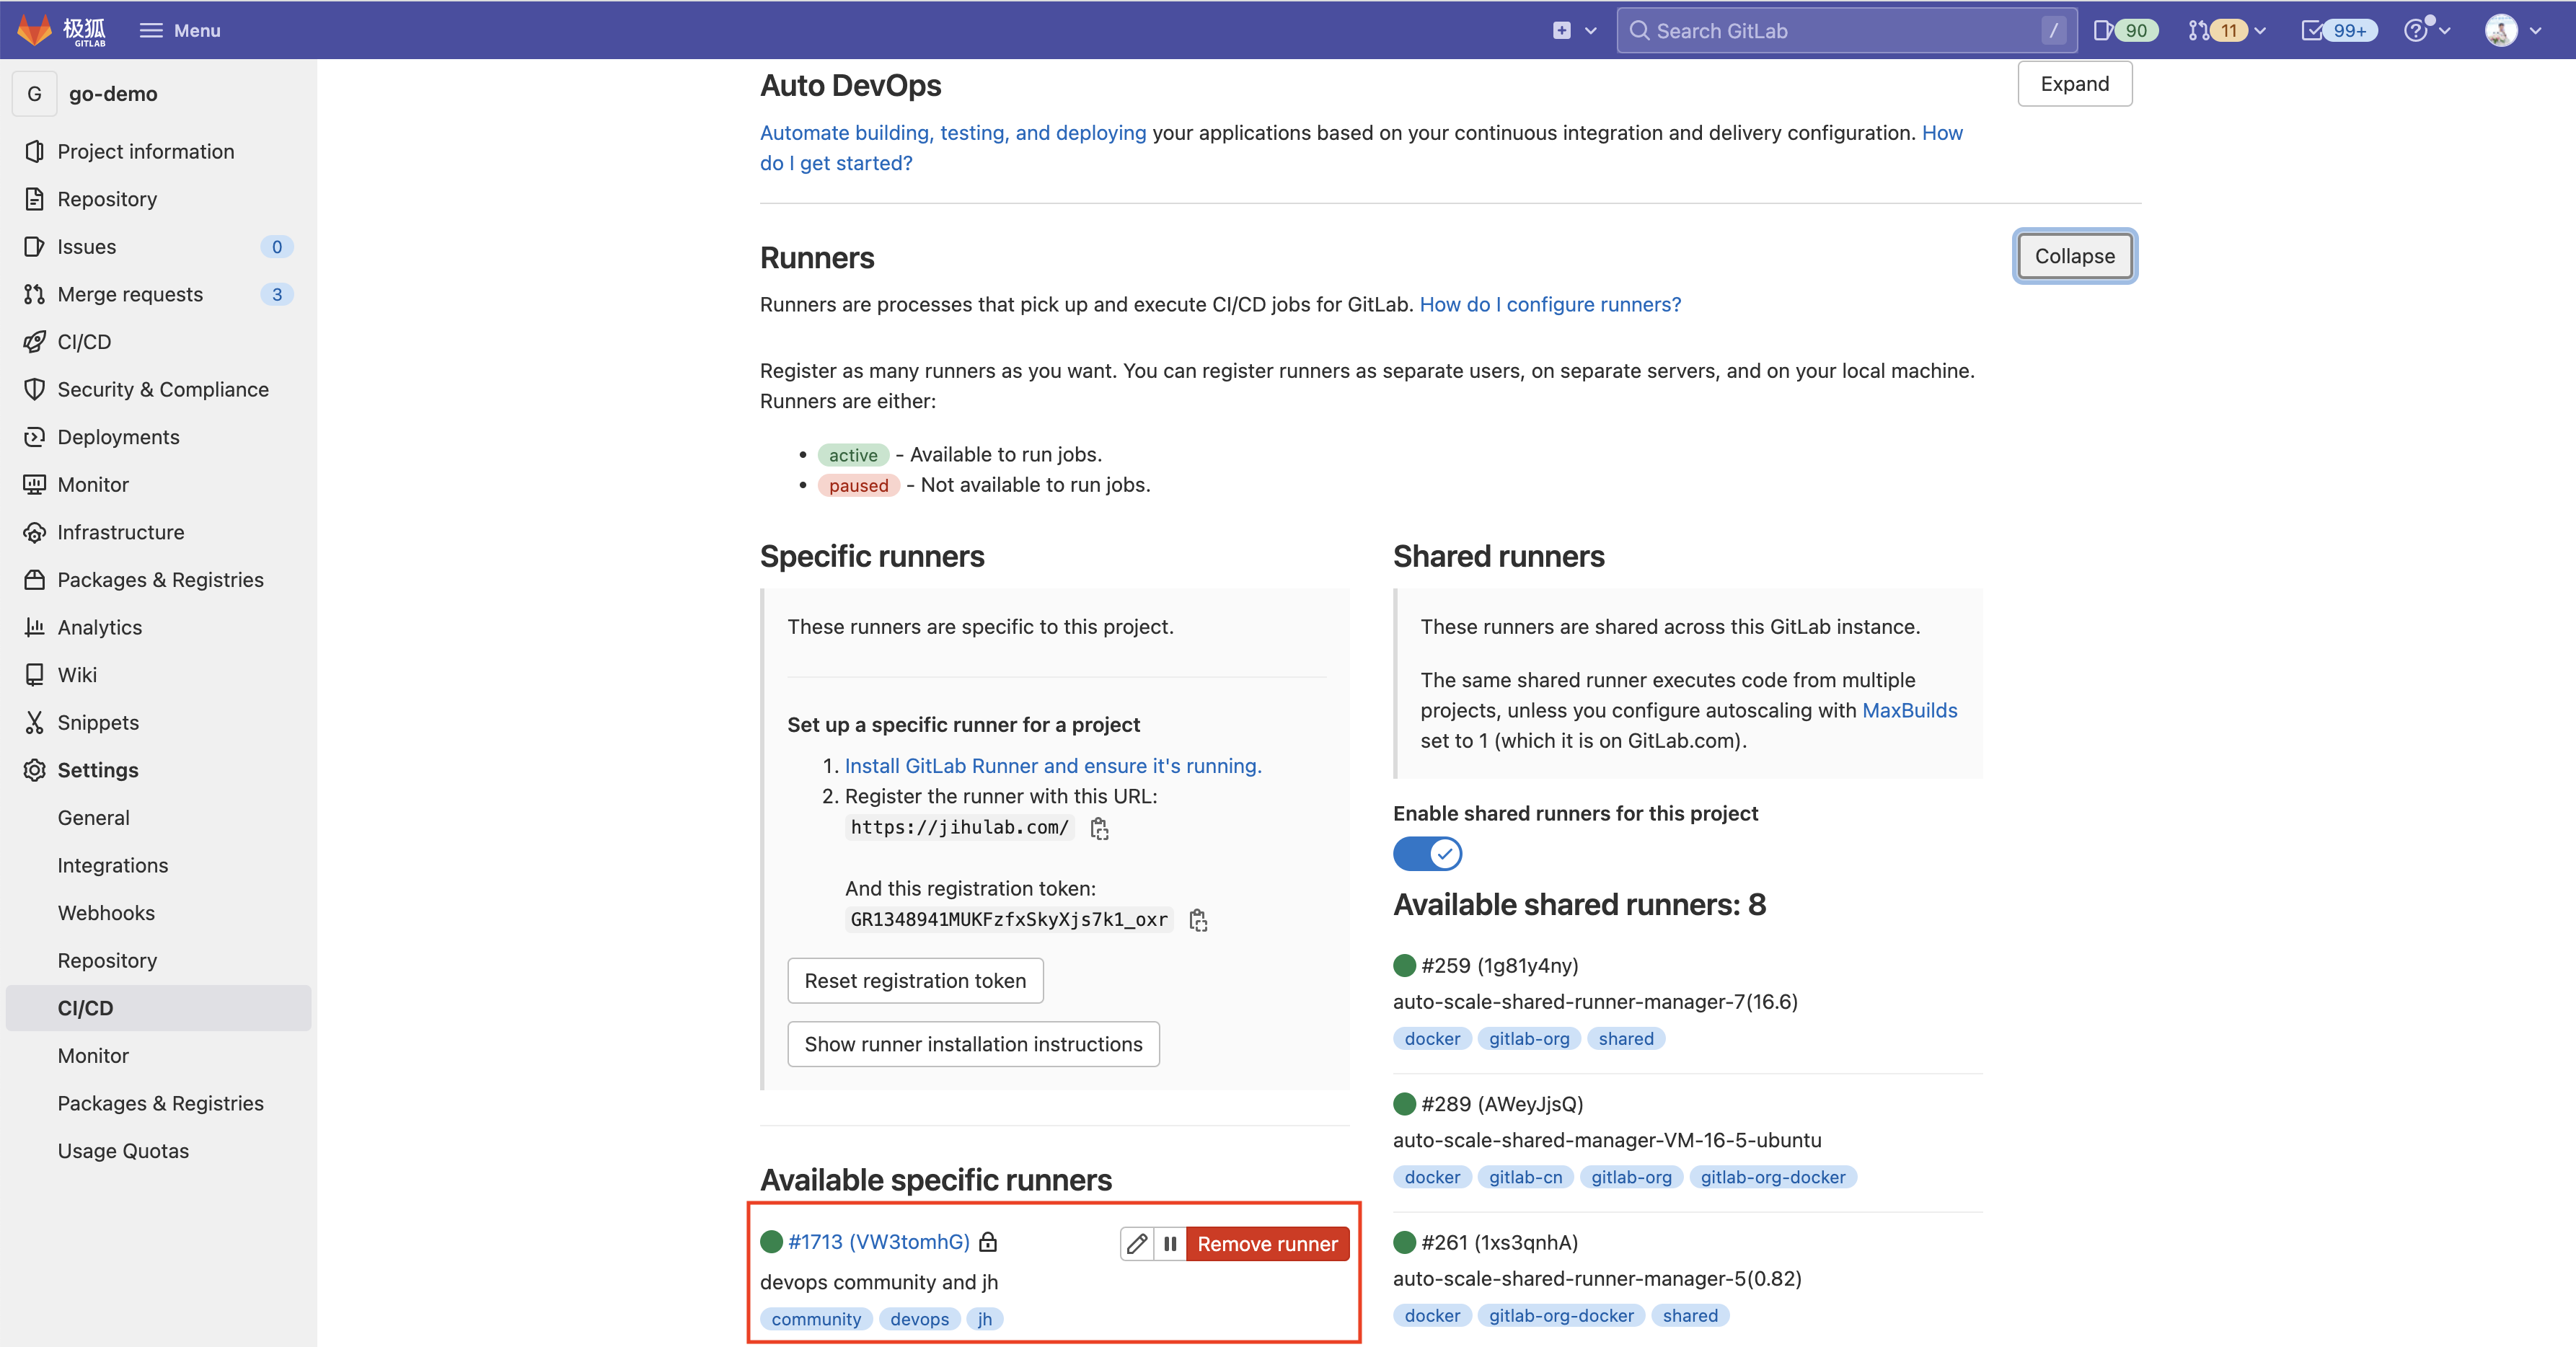 极狐
GITLAB
Menu
Search GitLab
/
90
11
99+
G
go-demo
Project information
Repository
Issues
0
Merge requests
3
CI/CD
Security & Compliance
Deployments
Monitor
Infrastructure
Packages & Registries
Analytics
Wiki
Snippets
Settings
General
Integrations
Webhooks
Repository
CI/CD
Monitor
Packages & Registries
Usage Quotas
Auto DevOps
Expand
Automate building, testing, and deploying your applications based on your continuous integration and delivery configuration. How
do I get started?
Runners
Collapse
Runners are processes that pick up and execute CI/CD jobs for GitLab. How do I configure runners?
Register as many runners as you want. You can register runners as separate users, on separate servers, and on your local machine.
Runners are either:
• active - Available to run jobs.
• paused - Not available to run jobs.
Specific runners
These runners are specific to this project.
Set up a specific runner for a project
1. Install GitLab Runner and ensure it's running.
2. Register the runner with this URL:
https://jihulab.com/
And this registration token:
GR1348941MUKFzfxSkyXjs7k1_oxr
Reset registration token
Show runner installation instructions
Available specific runners
#1713 (VW3tomhG)
Remove runner
devops community and jh
community devops jh
Shared runners
These runners are shared across this GitLab instance.
The same shared runner executes code from multiple
projects, unless you configure autoscaling with MaxBuilds
set to 1 (which it is on GitLab.com).
Enable shared runners for this project
Available shared runners: 8
#259 (1g81y4ny)
auto-scale-shared-runner-manager-7(16.6)
docker gitlab-org shared
#289 (AWeyJjsQ)
auto-scale-shared-manager-VM-16-5-ubuntu
docker gitlab-cn gitlab-org gitlab-org-docker
#261 (1xs3qnhA)
auto-scale-shared-runner-manager-5(0.82)
docker gitlab-org-docker shared